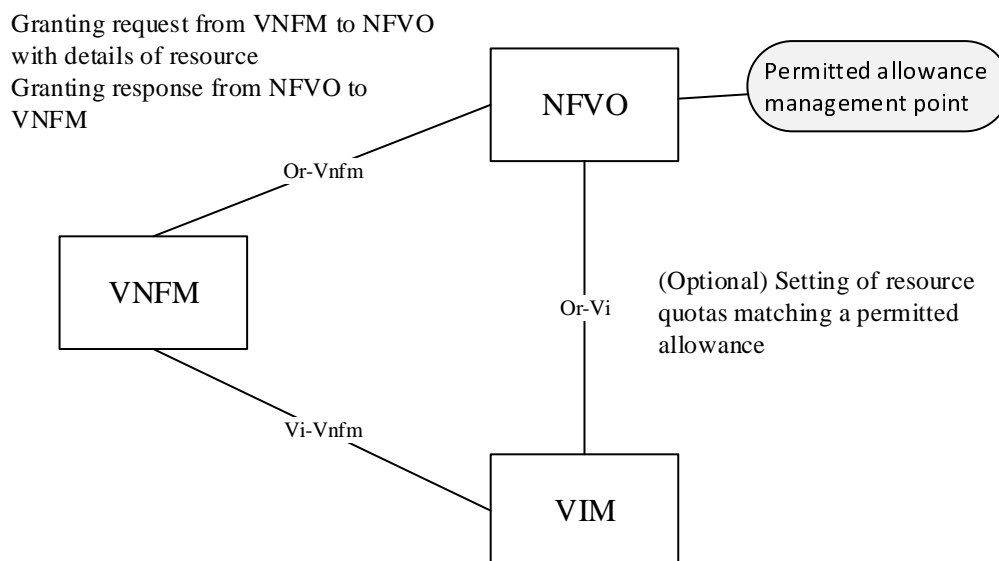 Granting request from VNFM to NFVO
with details of resource
Granting response from NFVO to
VNFM
NFVO
Permitted allowance
management point
Or-Vnfm
VNFM
(Optional) Setting of resource
quotas matching a permitted
allowance
Or-Vi
Vi-Vnfm
VIM